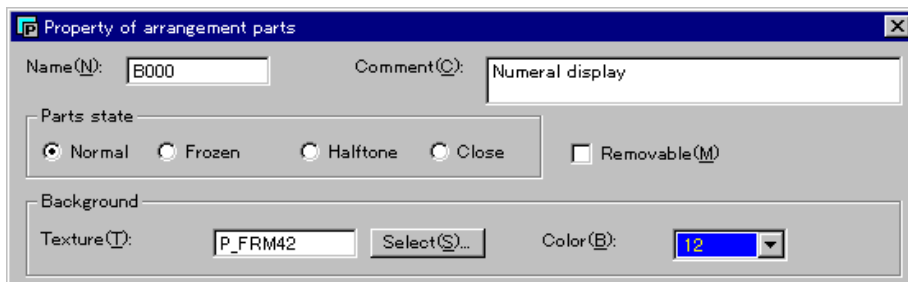 Property of arrangement parts
Name(N): B000 Comment(C): Numeral display
Parts state
Normal Frozen Halftone Close Removable(M)
Background
Texture(T): P_FRM42 Select(S)... Color(B): 12